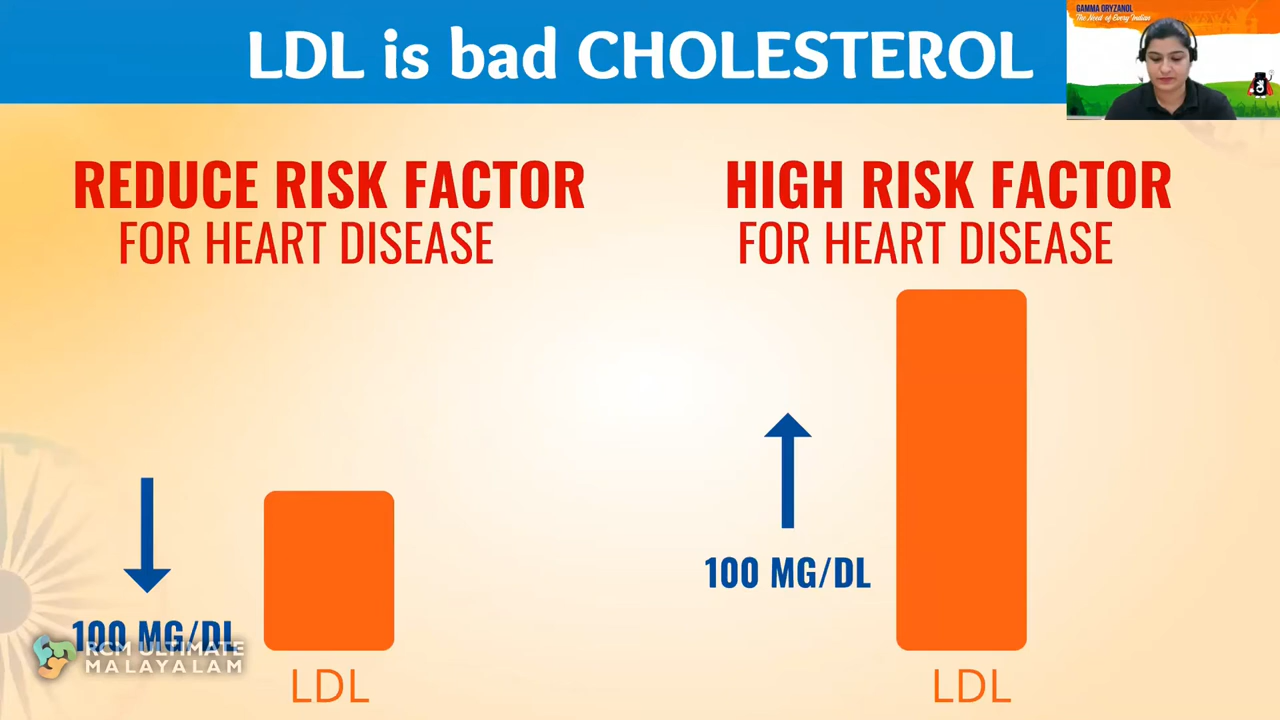 LDL is bad CHOLESTEROL
GAMMA ORYZANOL
The Need of Every Indian
REDUCE RISK FACTOR
FOR HEART DISEASE
HIGH RISK FACTOR
FOR HEART DISEASE
100 MG/DL
100 MG/DL
RCM ULTIMATE
MALAYALAM
LDL
LDL